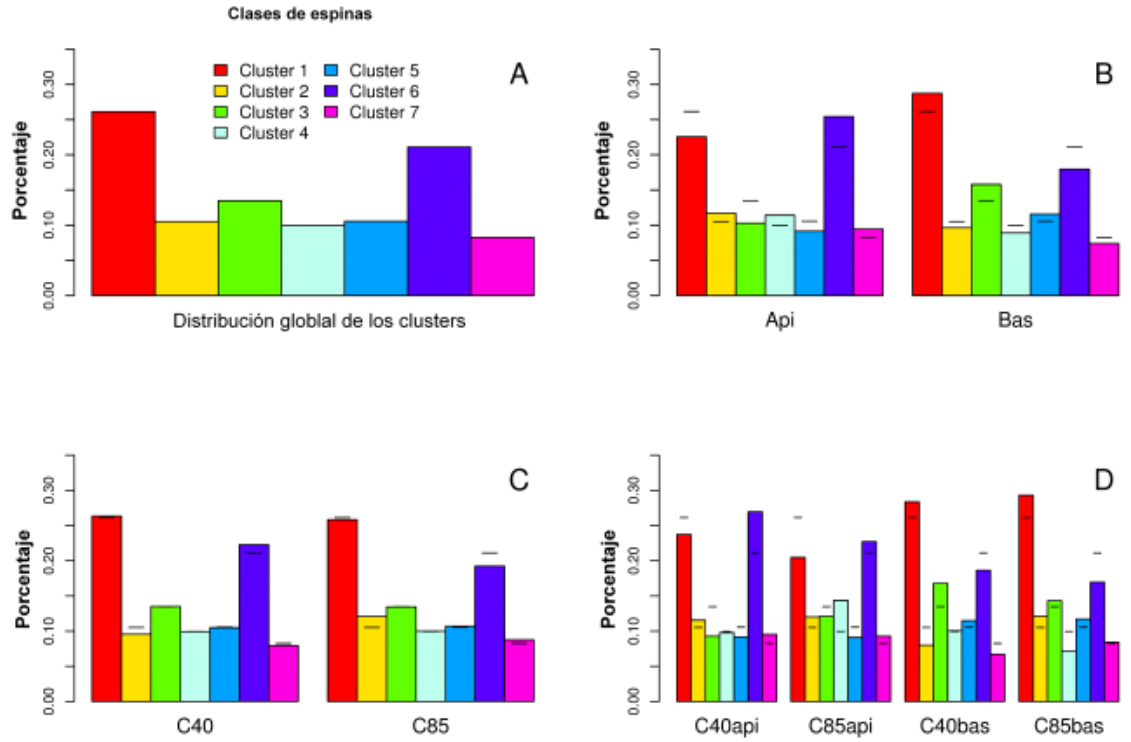 Clases de espinas
A
Cluster 1
Cluster 2
Cluster 3
Cluster 4
Cluster 5
Cluster 6
Cluster 7
Porcentaje
0.30
0.20
0.10
0.00
Distribución globlal de los clusters
B
Porcentaje
0.30
0.20
0.10
0.00
Api
Bas
C
Porcentaje
0.30
0.20
0.10
0.00
C40
C85
D
Porcentaje
0.30
0.20
0.10
0.00
C40api
C85api
C40bas
C85bas